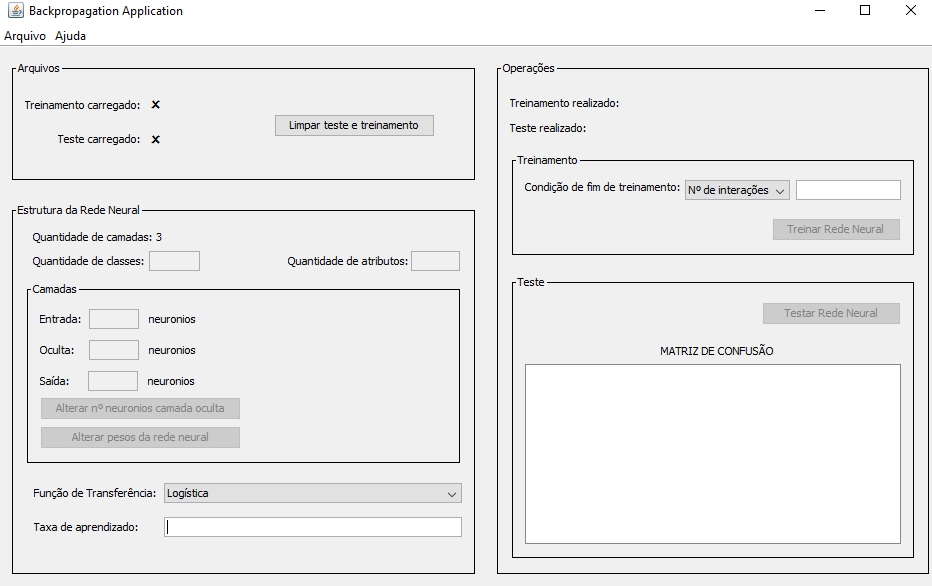 Backpropagation Application
Arquivo Ajuda
Arquivos
Treinamento carregado: x
Teste carregado: x
Limpar teste e treinamento
Estrutura da Rede Neural
Quantidade de camadas: 3
Quantidade de classes:
Quantidade de atributos:
Camadas
Entrada: neuronios
Oculta: neuronios
Saída: neuronios
Alterar nº neuronios camada oculta
Alterar pesos da rede neural
Função de Transferência: Logística
Taxa de aprendizado:
Operações
Treinamento realizado:
Teste realizado:
Treinamento
Condição de fim de treinamento: Nº de interações
Treinar Rede Neural
Teste
Testar Rede Neural
MATRIZ DE CONFUSÃO